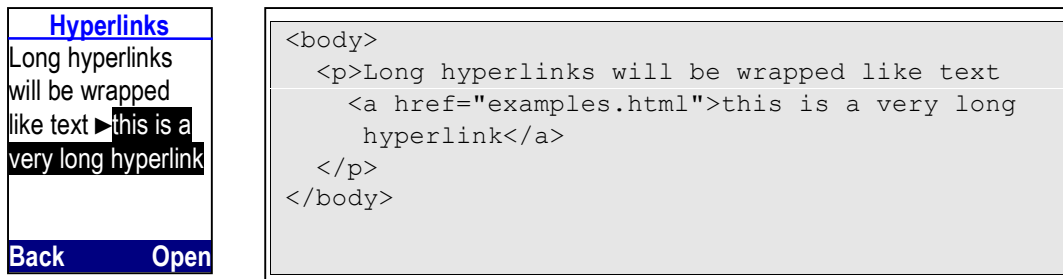 Hyperlinks
Long hyperlinks
will be wrapped
like text ►this is a
very long hyperlink
Back Open
<body>
<p>Long hyperlinks will be wrapped like text
<a href="examples.html">this is a very long
hyperlink</a>
</p>
</body>